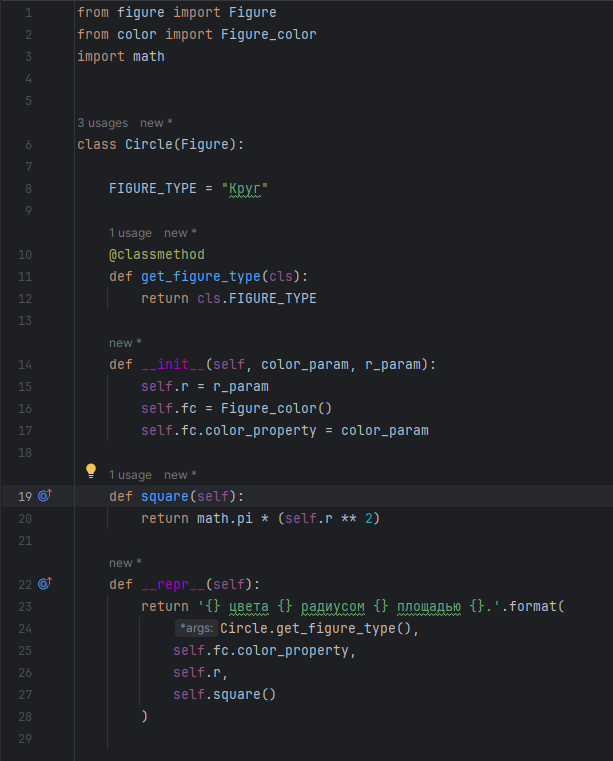 1 from figure import Figure
2 from color import Figure_color
3 import math
4
5
3 usages new *
6 class Circle(Figure):
7
8 FIGURE_TYPE = "Круг"
9
1 usage new *
10 @classmethod
11 def get_figure_type(cls):
12 return cls.FIGURE_TYPE
13
new *
14 def __init__(self, color_param, r_param):
15 self.r = r_param
16 self.fc = Figure_color()
17 self.fc.color_property = color_param
18
1 usage new *
19 def square(self):
20 return math.pi * (self.r ** 2)
21
new *
22 def __repr__(self):
23 return '{} цвета {} радиусом {} площадью {}.'.format(
24 *args: Circle.get_figure_type(),
25 self.fc.color_property,
26 self.r,
27 self.square()
28 )
29